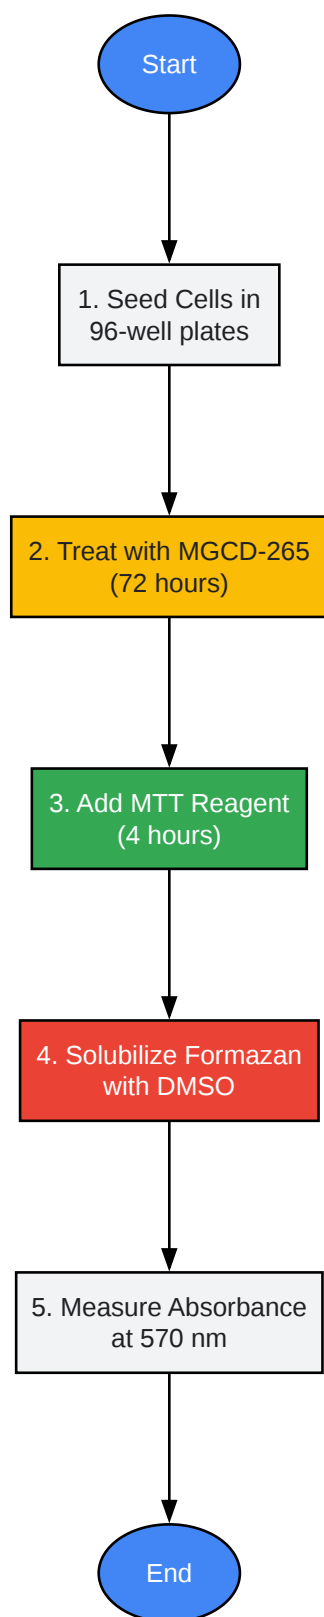 Start
1. Seed Cells in
96-well plates
2. Treat with MGCD-265
(72 hours)
3. Add MTT Reagent
(4 hours)
4. Solubilize Formazan
with DMSO
5. Measure Absorbance
at 570 nm
End